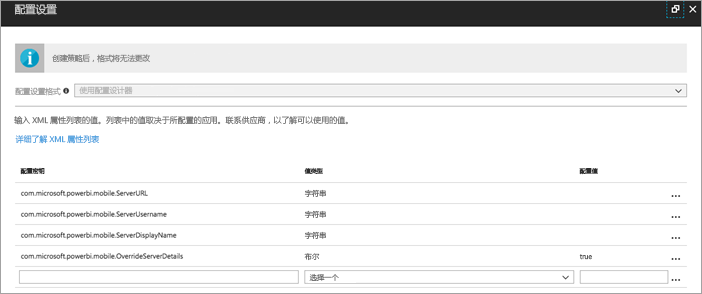 配置设置
创建策略后，格式将无法更改
配置设置格式 使用配置设计器
输入 XML 属性列表的值。列表中的值取决于所配置的应用。联系供应商，以了解可以使用的值。
详细了解 XML 属性列表
配置密钥 值类型 配置值
com.microsoft.powerbi.mobile.ServerURL 字符串 ...
com.microsoft.powerbi.mobile.ServerUsername 字符串 ...
com.microsoft.powerbi.mobile.ServerDisplayName 字符串 ...
com.microsoft.powerbi.mobile.OverrideServerDetails 布尔 true ...
选择一个 ...